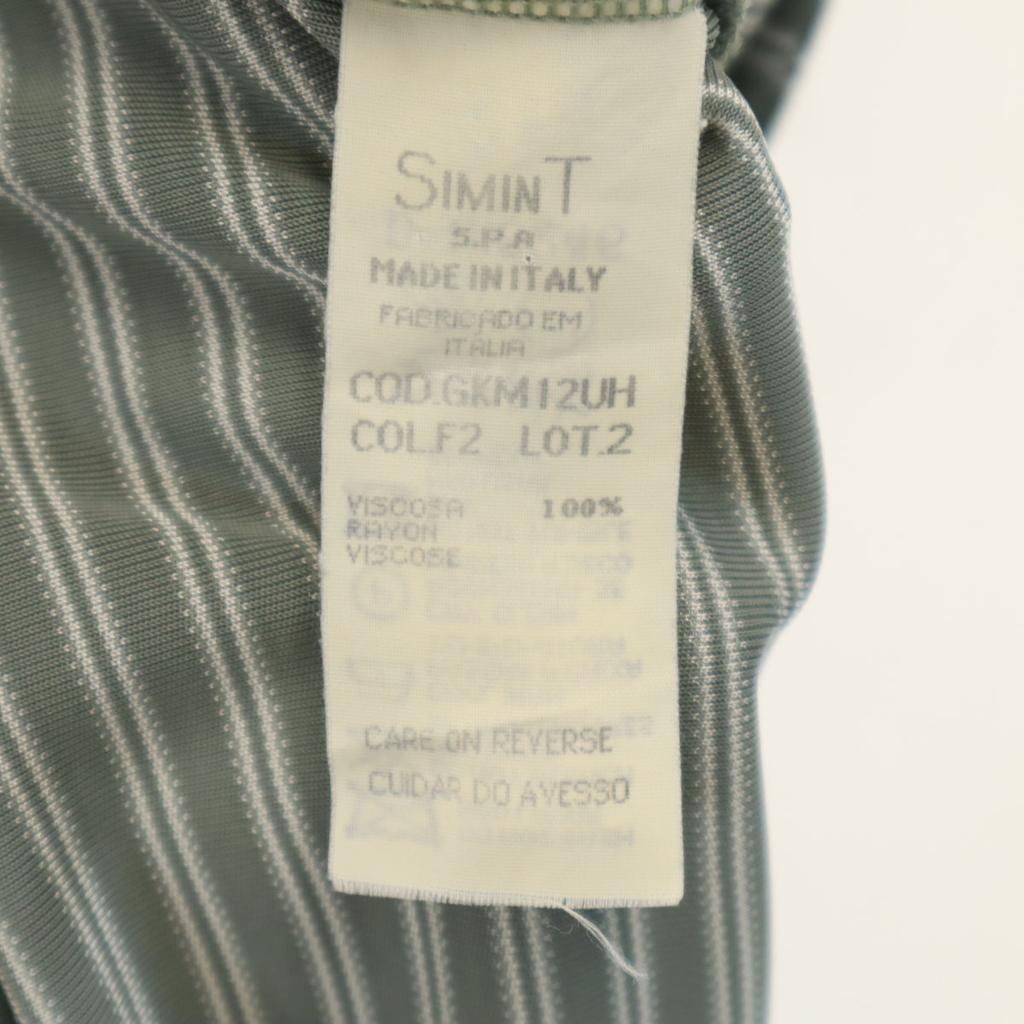 SIMINT
S.P.A
MADE IN ITALY
FABRICADO EM
ITÁLIA
COD.GKM12UH
COL.F2 LOT.2
VISCOSA 100%
RAYON
VISCOSE
CARE ON REVERSE
CUIDAR DO AVESSO